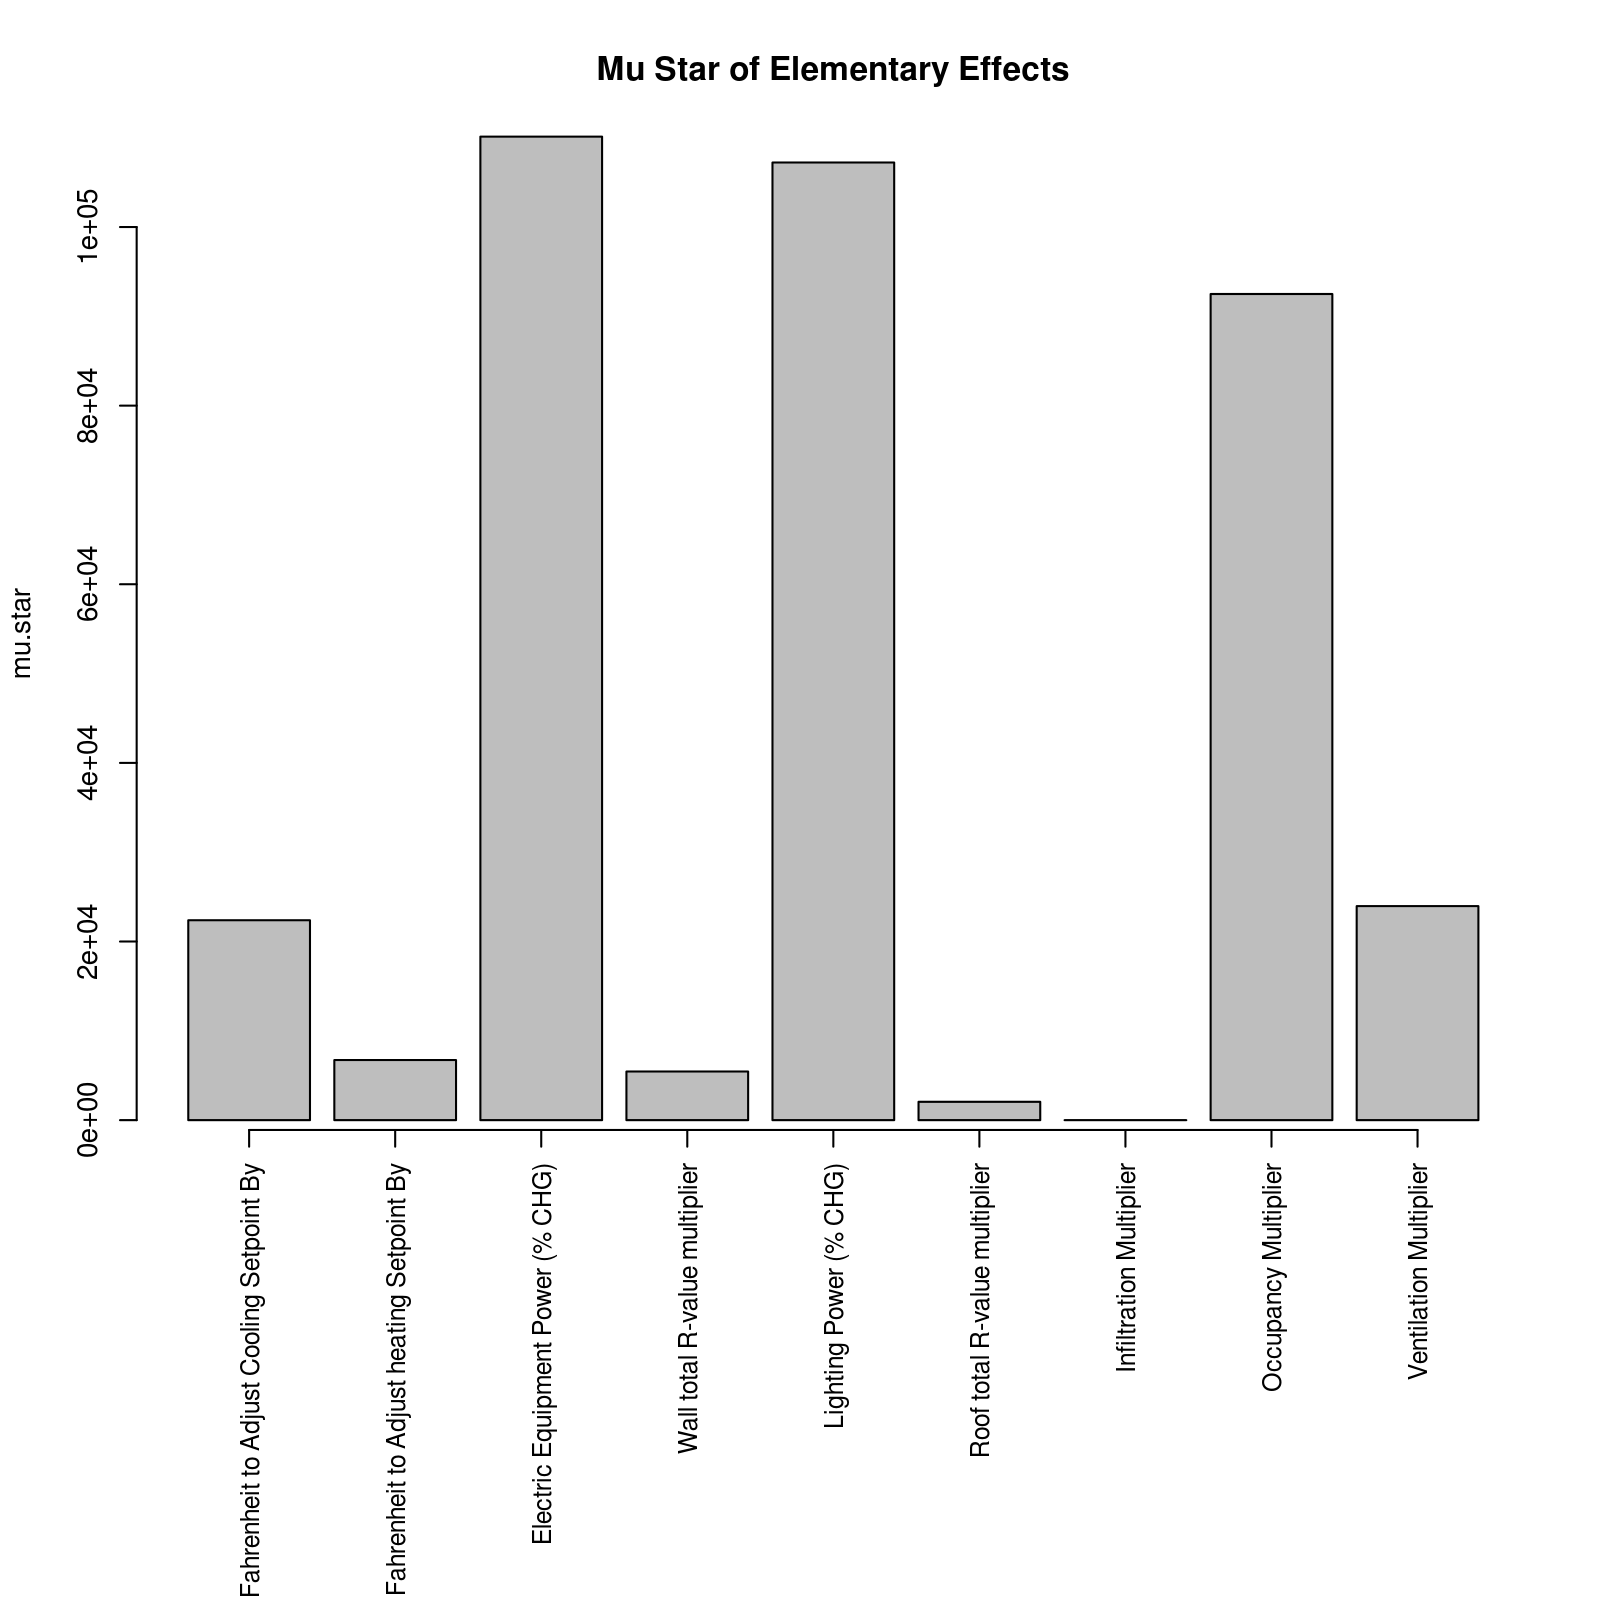 Mu Star of Elementary Effects
mu.star
1e+05
8e+04
6e+04
4e+04
2e+04
0e+00
Fahrenheit to Adjust Cooling Setpoint By
Fahrenheit to Adjust heating Setpoint By
Electric Equipment Power (% CHG)
Wall total R-value multiplier
Lighting Power (% CHG)
Roof total R-value multiplier
Infiltration Multiplier
Occupancy Multiplier
Ventilation Multiplier